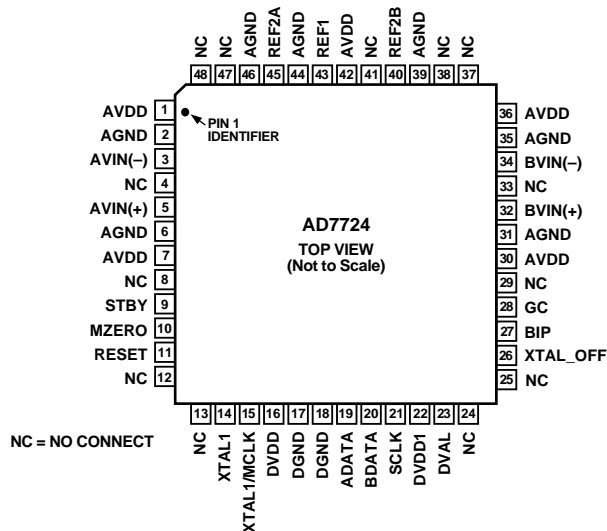 NC NC AGND REF2A AGND REF1 AVDD NC REF2B AGND NC NC
48 47 46 45 44 43 42 41 40 39 38 37
AVDD 1
AGND 2
AVIN(–) 3
NC 4
AVIN(+) 5
AGND 6
AVDD 7
NC 8
STBY 9
MZERO 10
RESET 11
NC 12
PIN 1
IDENTIFIER
AD7724
TOP VIEW
(Not to Scale)
36 AVDD
35 AGND
34 BVIN(–)
33 NC
32 BVIN(+)
31 AGND
30 AVDD
29 NC
28 GC
27 BIP
26 XTAL_OFF
25 NC
13 14 15 16 17 18 19 20 21 22 23 24
NC XTAL1 XTAL1/MCLK DVDD DGND DGND ADATA BDATA SCLK DVDD1 DVAL NC
NC = NO CONNECT